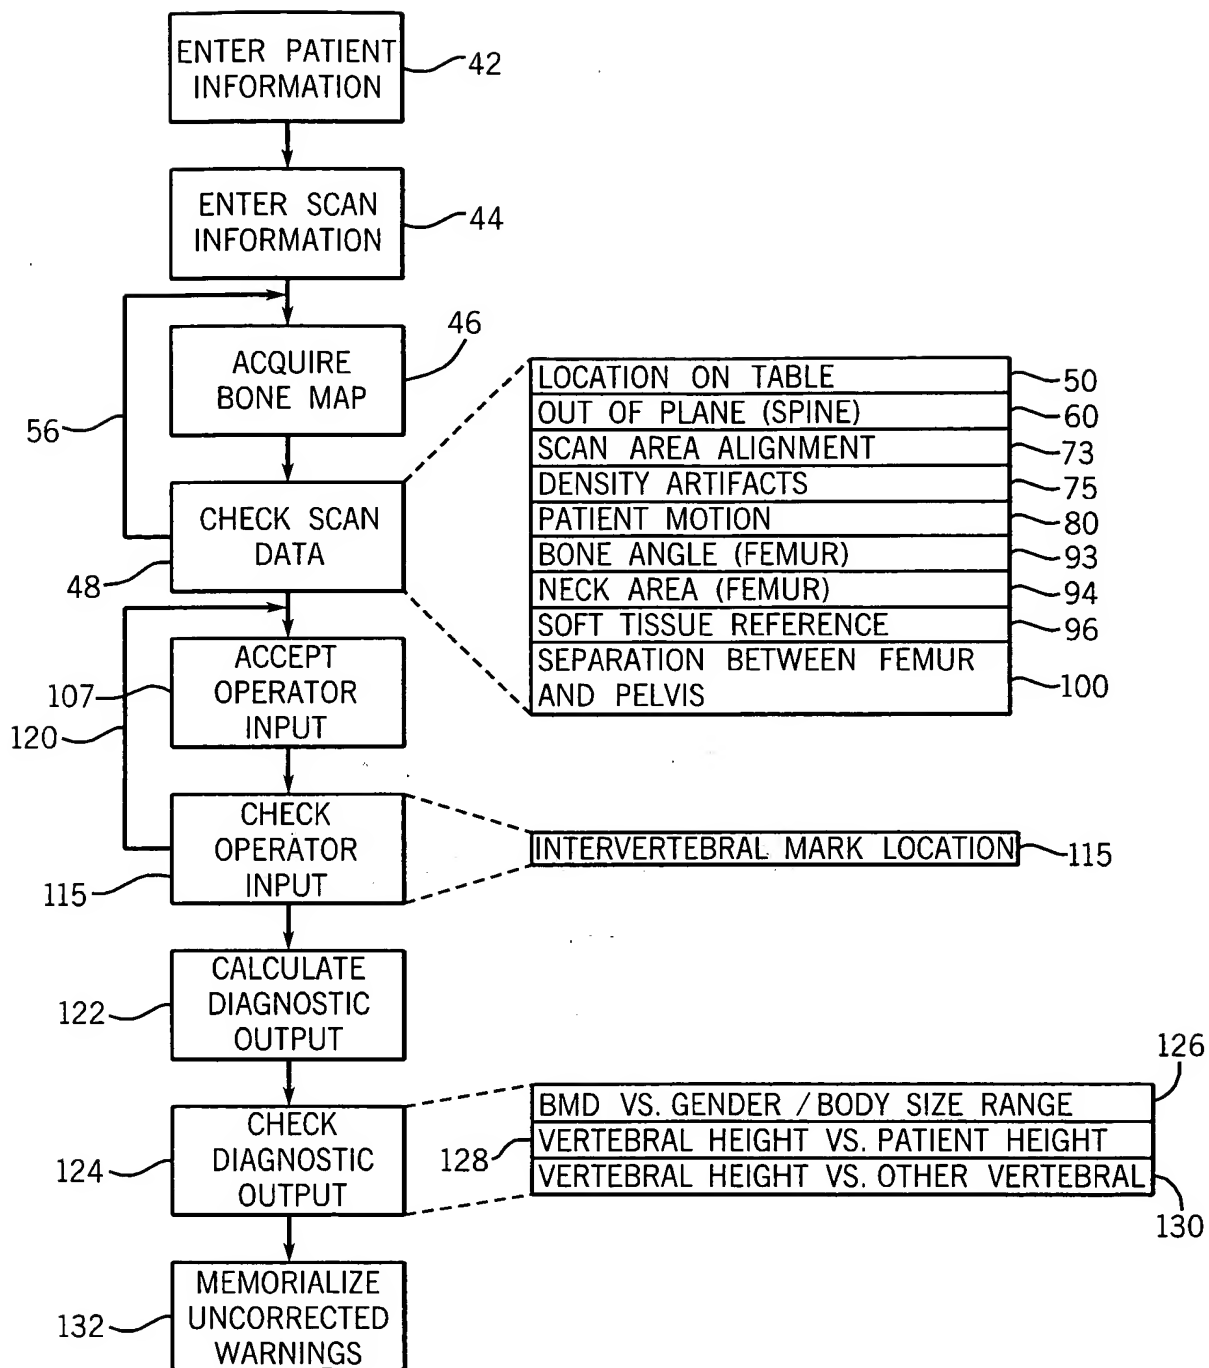 ENTER PATIENT
INFORMATION
42
ENTER SCAN
INFORMATION
44
ACQUIRE
BONE MAP
46
56
CHECK SCAN
DATA
48
LOCATION ON TABLE
50
OUT OF PLANE (SPINE)
60
SCAN AREA ALIGNMENT
73
DENSITY ARTIFACTS
75
PATIENT MOTION
80
BONE ANGLE (FEMUR)
93
NECK AREA (FEMUR)
94
SOFT TISSUE REFERENCE
96
SEPARATION BETWEEN FEMUR
AND PELVIS
100
ACCEPT
OPERATOR
INPUT
107
120
CHECK
OPERATOR
INPUT
115
INTERVERTEBRAL MARK LOCATION
115
CALCULATE
DIAGNOSTIC
OUTPUT
122
CHECK
DIAGNOSTIC
OUTPUT
124
BMD VS. GENDER / BODY SIZE RANGE
126
VERTEBRAL HEIGHT VS. PATIENT HEIGHT
128
VERTEBRAL HEIGHT VS. OTHER VERTEBRAL
130
MEMORIALIZE
UNCORRECTED
WARNINGS
132